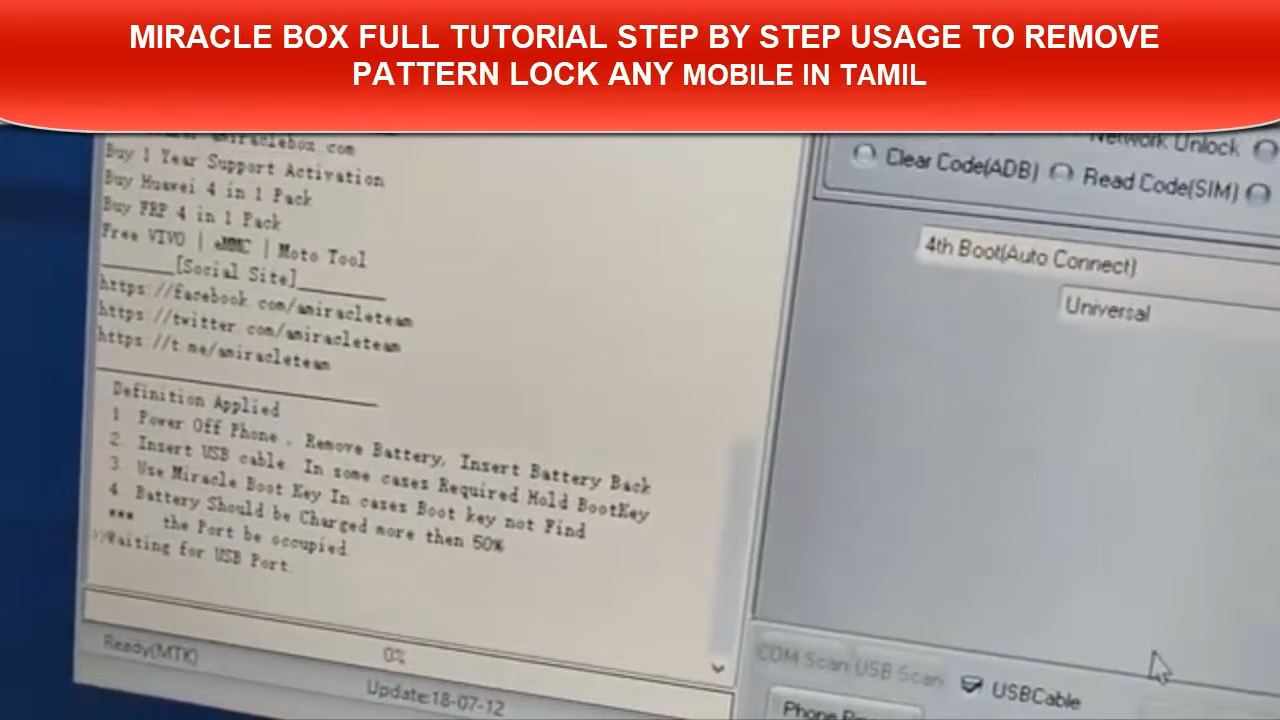 MIRACLE BOX FULL TUTORIAL STEP BY STEP USAGE TO REMOVE
PATTERN LOCK ANY MOBILE IN TAMIL
amiraclebox com
Buy 1 Year Support Activation
Buy Huawei 4 in 1 Pack
Buy FRP 4 in 1 Pack
Free VIVO | eMMC | Moto Tool
[Social Site]
https://facebook com/amiracleteam
https://twitter com/amiracleteam
https://t me/amiracleteam
Definition Applied
1 Power Off Phone . Remove Battery, Insert Battery Back
2 Insert USB cable. In some cases Required Hold BootKey
3 Use Miracle Boot Key In cases Boot key not Find
4 Battery Should be Charged more then 50%
*** the Port be occupied.
>>Waiting for USB Port.
Ready(MTK)
0%
Update:18-07-12
Network Unlock
Clear Code(ADB)
Read Code(SIM)
4th Boot(Auto Connect)
Universal
COM Scan
USB Scan
USBCable
Phone